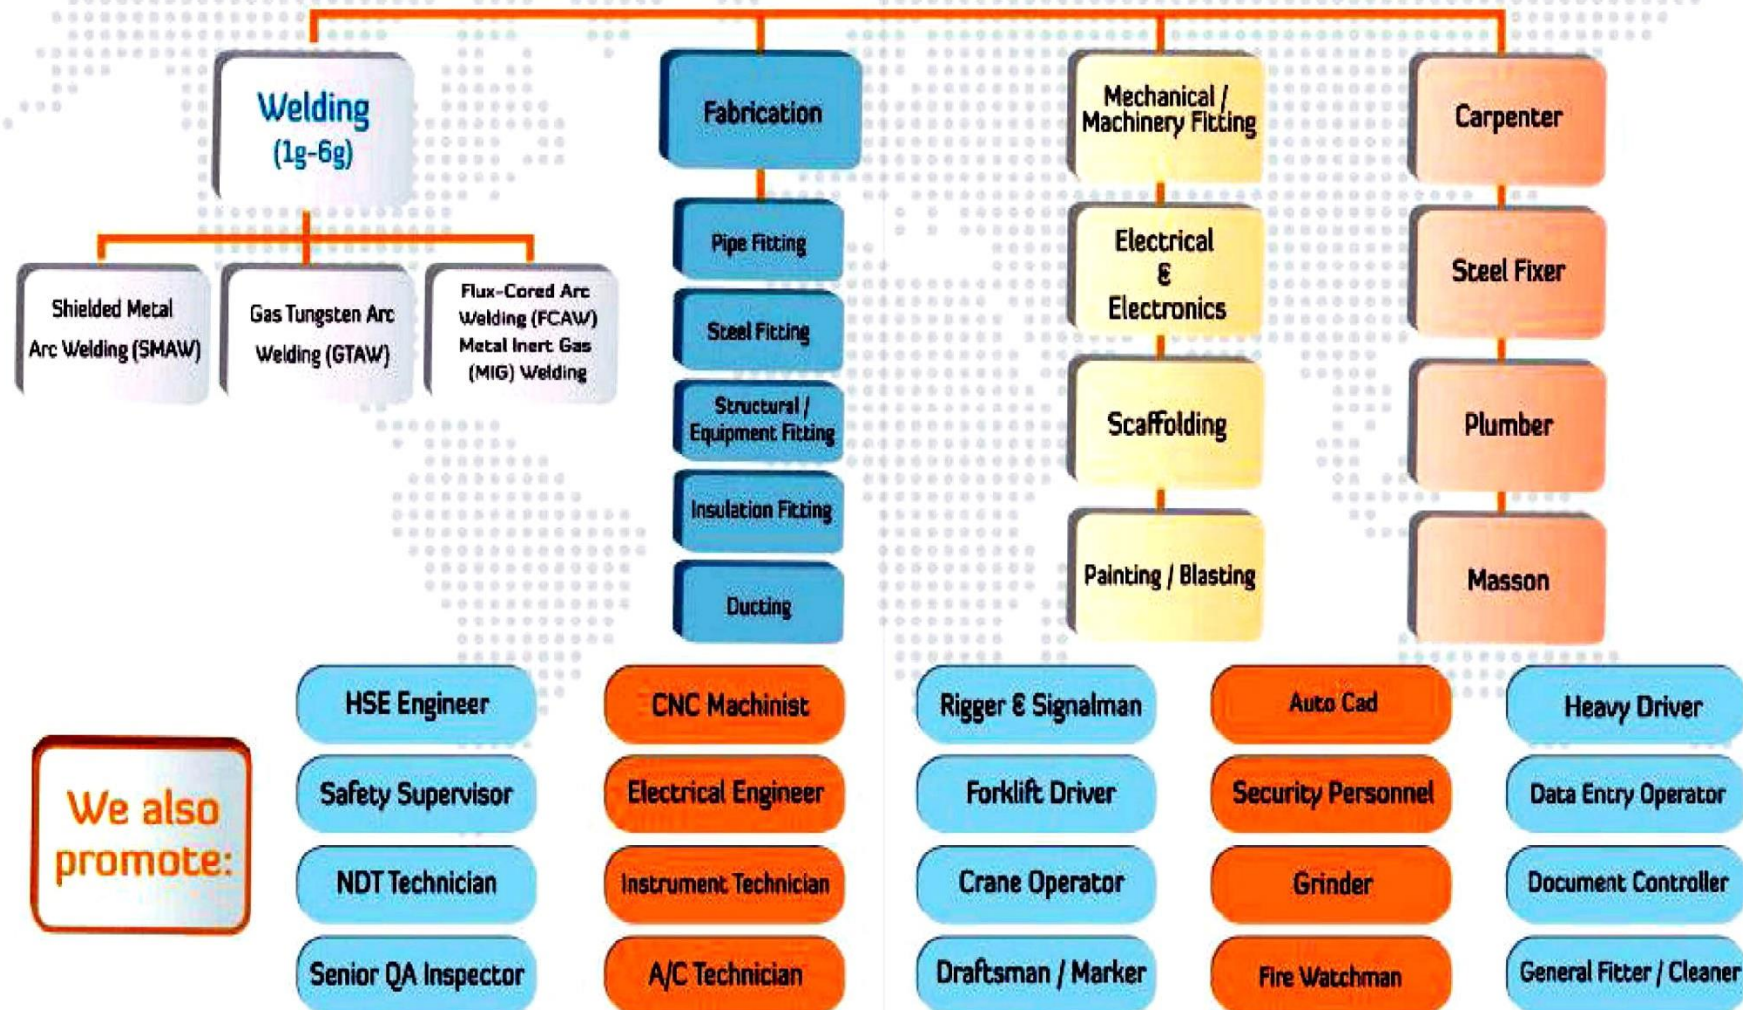 Welding
(1g-6g)
Shielded Metal
Arc Welding (SMAW)
Gas Tungsten Arc
Welding (GTAW)
Flux-Cored Arc
Welding (FCAW)
Metal Inert Gas
(MIG) Welding
Fabrication
Pipe Fitting
Steel Fitting
Structural /
Equipment Fitting
Insulation Fitting
Ducting
Mechanical /
Machinery Fitting
Electrical
&
Electronics
Scaffolding
Painting / Blasting
Carpenter
Steel Fixer
Plumber
Masson
We also
promote:
HSE Engineer
Safety Supervisor
NDT Technician
Senior QA Inspector
CNC Machinist
Electrical Engineer
Instrument Technician
A/C Technician
Rigger & Signalman
Forklift Driver
Crane Operator
Draftsman / Marker
Auto Cad
Security Personnel
Grinder
Fire Watchman
Heavy Driver
Data Entry Operator
Document Controller
General Fitter / Cleaner